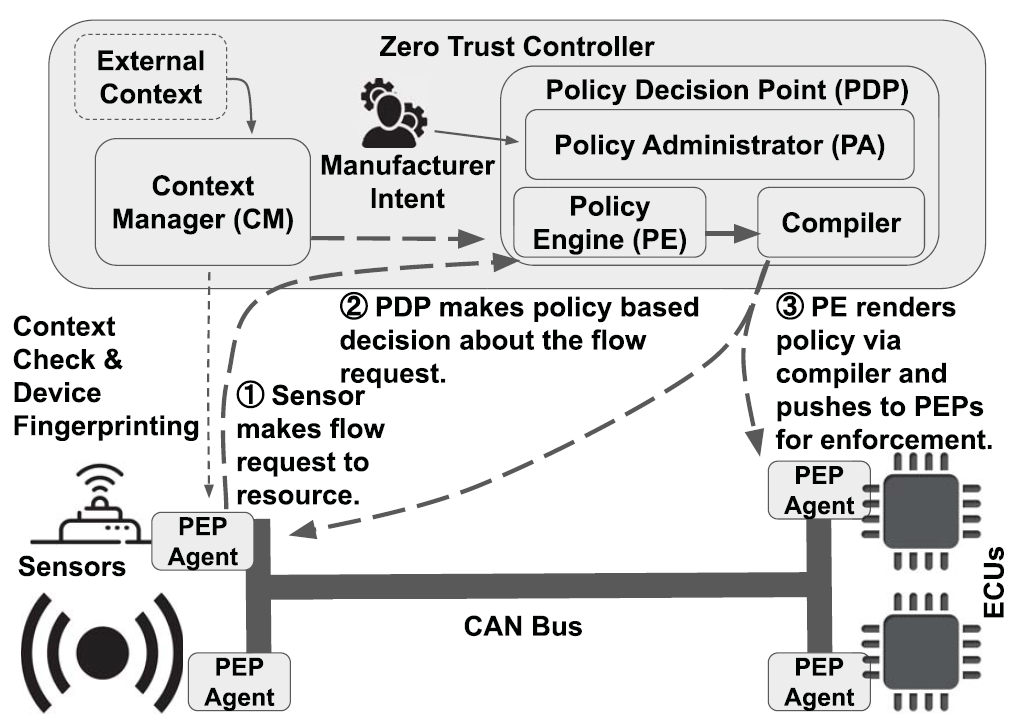 Zero Trust Controller
External
Context
Context
Manager (CM)
Manufacturer
Intent
Policy Decision Point (PDP)
Policy Administrator (PA)
Policy
Engine (PE)
Compiler
Context
Check &
Device
Fingerprinting
① Sensor
makes flow
request to
resource.
② PDP makes policy based
decision about the flow
request.
③ PE renders
policy via
compiler and
pushes to PEPs
for enforcement.
Sensors
PEP
Agent
PEP
Agent
CAN Bus
PEP
Agent
PEP
Agent
ECUs